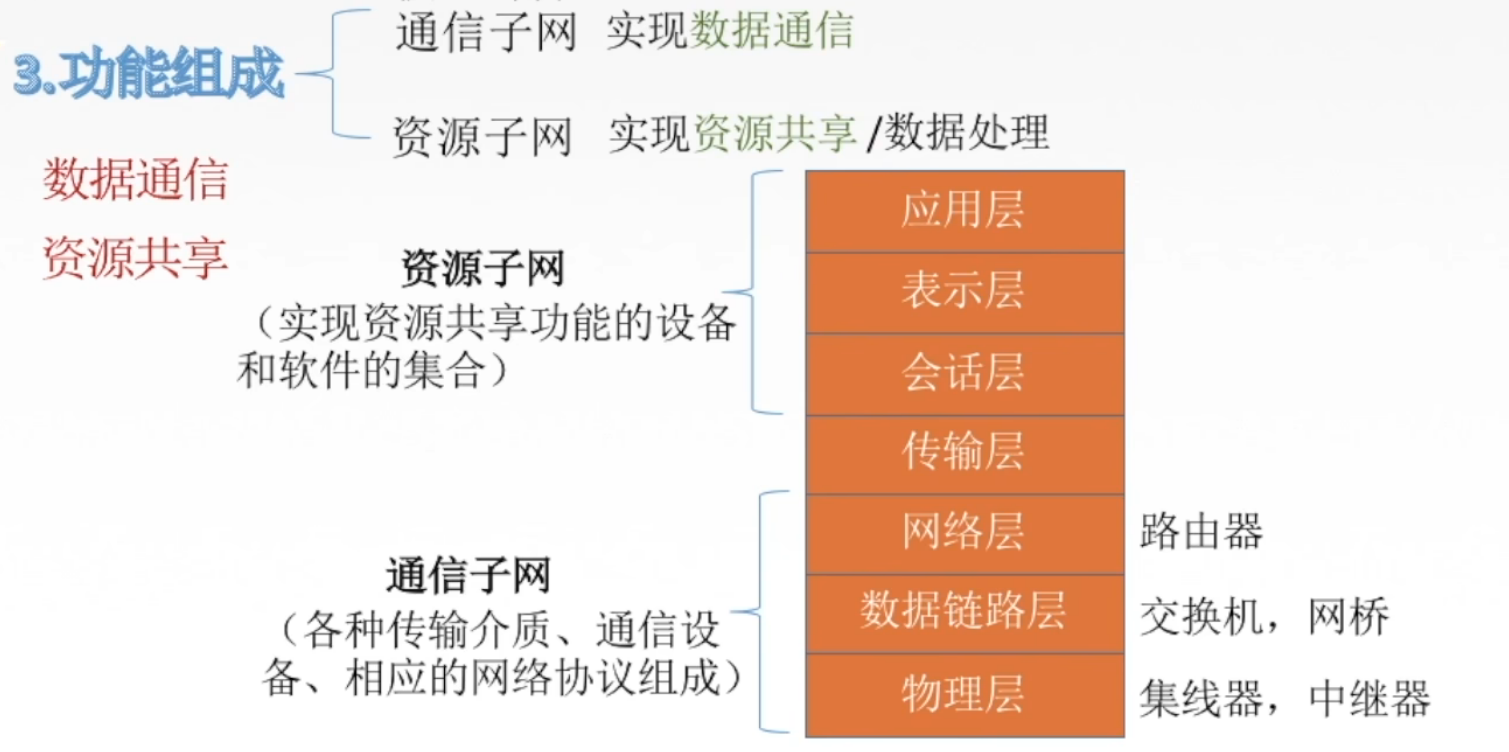 通信子网 实现数据通信
3.功能组成
资源子网 实现资源共享/数据处理
数据通信
资源共享
资源子网
(实现资源共享功能的设备
和软件的集合)
应用层
表示层
会话层
传输层
通信子网
(各种传输介质、通信设
备、相应的网络协议组成)
网络层 路由器
数据链路层 交换机，网桥
物理层 集线器，中继器